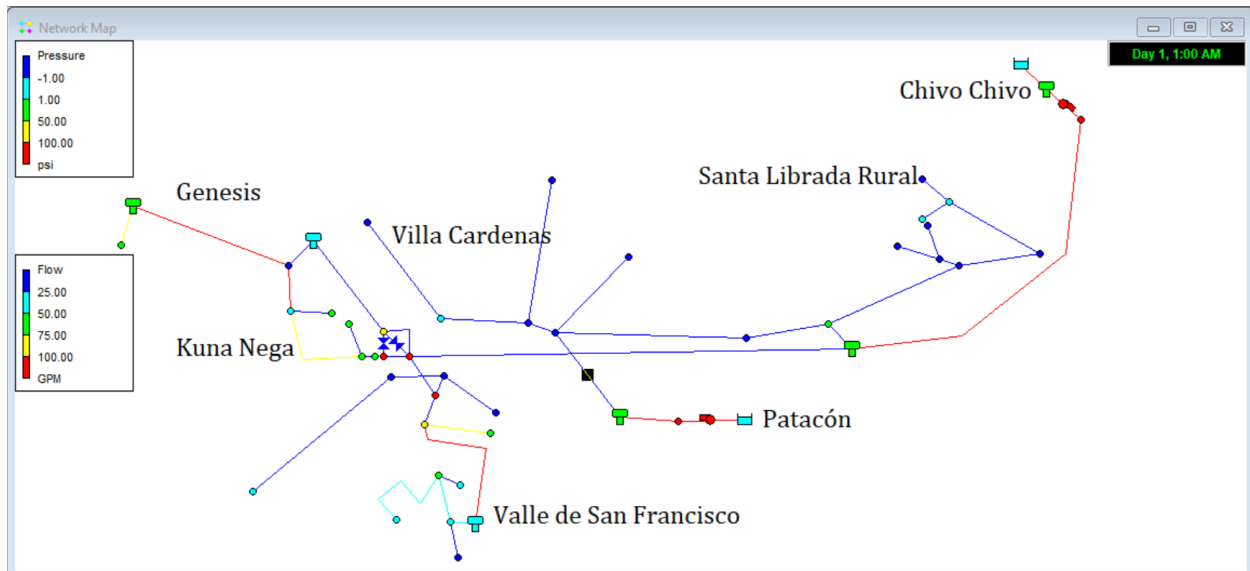 Network Map
Day 1, 1:00 AM
Pressure
-1.00
1.00
50.00
100.00
psi
Chivo Chivo
Santa Librada Rural
Genesis
Villa Cardenas
Flow
25.00
50.00
75.00
100.00
GPM
Kuna Nega
Patacón
Valle de San Francisco